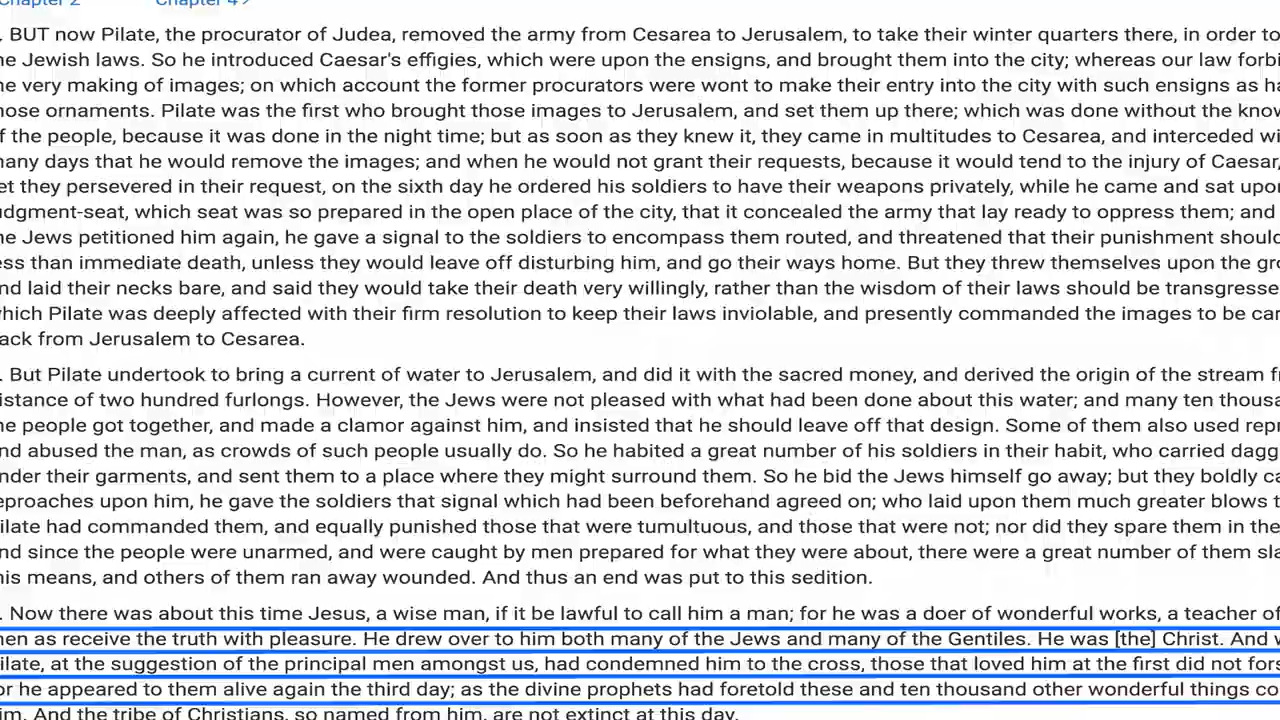 Chapter 2 Chapter 4 >
. BUT now Pilate, the procurator of Judea, removed the army from Cesarea to Jerusalem, to take their winter quarters there, in order to
he Jewish laws. So he introduced Caesar's effigies, which were upon the ensigns, and brought them into the city; whereas our law forbi
he very making of images; on which account the former procurators were wont to make their entry into the city with such ensigns as ha
hose ornaments. Pilate was the first who brought those images to Jerusalem, and set them up there; which was done without the know
f the people, because it was done in the night time; but as soon as they knew it, they came in multitudes to Cesarea, and interceded wi
many days that he would remove the images; and when he would not grant their requests, because it would tend to the injury of Caesar,
et they persevered in their request, on the sixth day he ordered his soldiers to have their weapons privately, while he came and sat upon
udgment-seat, which seat was so prepared in the open place of the city, that it concealed the army that lay ready to oppress them; and
he Jews petitioned him again, he gave a signal to the soldiers to encompass them routed, and threatened that their punishment should
ess than immediate death, unless they would leave off disturbing him, and go their ways home. But they threw themselves upon the gro
nd laid their necks bare, and said they would take their death very willingly, rather than the wisdom of their laws should be transgresse
which Pilate was deeply affected with their firm resolution to keep their laws inviolable, and presently commanded the images to be car
ack from Jerusalem to Cesarea.
. But Pilate undertook to bring a current of water to Jerusalem, and did it with the sacred money, and derived the origin of the stream fr
istance of two hundred furlongs. However, the Jews were not pleased with what had been done about this water; and many ten thousa
he people got together, and made a clamor against him, and insisted that he should leave off that design. Some of them also used repr
nd abused the man, as crowds of such people usually do. So he habited a great number of his soldiers in their habit, who carried dagg
nder their garments, and sent them to a place where they might surround them. So he bid the Jews himself go away; but they boldly ca
eproaches upon him, he gave the soldiers that signal which had been beforehand agreed on; who laid upon them much greater blows t
ilate had commanded them, and equally punished those that were tumultuous, and those that were not; nor did they spare them in the
nd since the people were unarmed, and were caught by men prepared for what they were about, there were a great number of them sla
his means, and others of them ran away wounded. And thus an end was put to this sedition.
. Now there was about this time Jesus, a wise man, if it be lawful to call him a man; for he was a doer of wonderful works, a teacher of
men as receive the truth with pleasure. He drew over to him both many of the Jews and many of the Gentiles. He was [the] Christ. And w
ilate, at the suggestion of the principal men amongst us, had condemned him to the cross, those that loved him at the first did not fors
or he appeared to them alive again the third day; as the divine prophets had foretold these and ten thousand other wonderful things co
im. And the tribe of Christians, so named from him, are not extinct at this day.